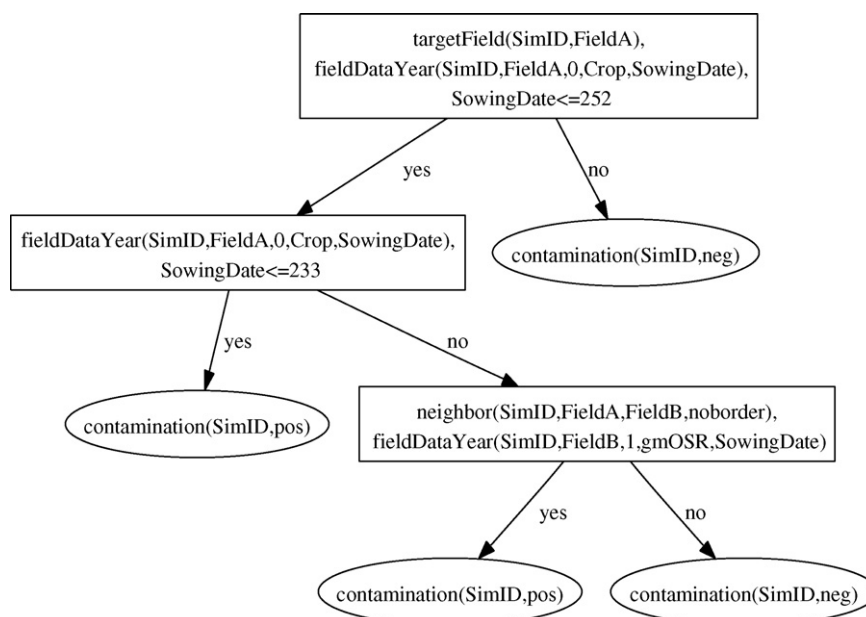 targetField(SimID,FieldA),
fieldDataYear(SimID,FieldA,0,Crop,SowingDate),
SowingDate<=252
yes
no
fieldDataYear(SimID,FieldA,0,Crop,SowingDate),
SowingDate<=233
contamination(SimID,neg)
yes
no
contamination(SimID,pos)
neighbor(SimID,FieldA,FieldB,noborder),
fieldDataYear(SimID,FieldB,1,gmOSR,SowingDate)
yes
no
contamination(SimID,pos)
contamination(SimID,neg)